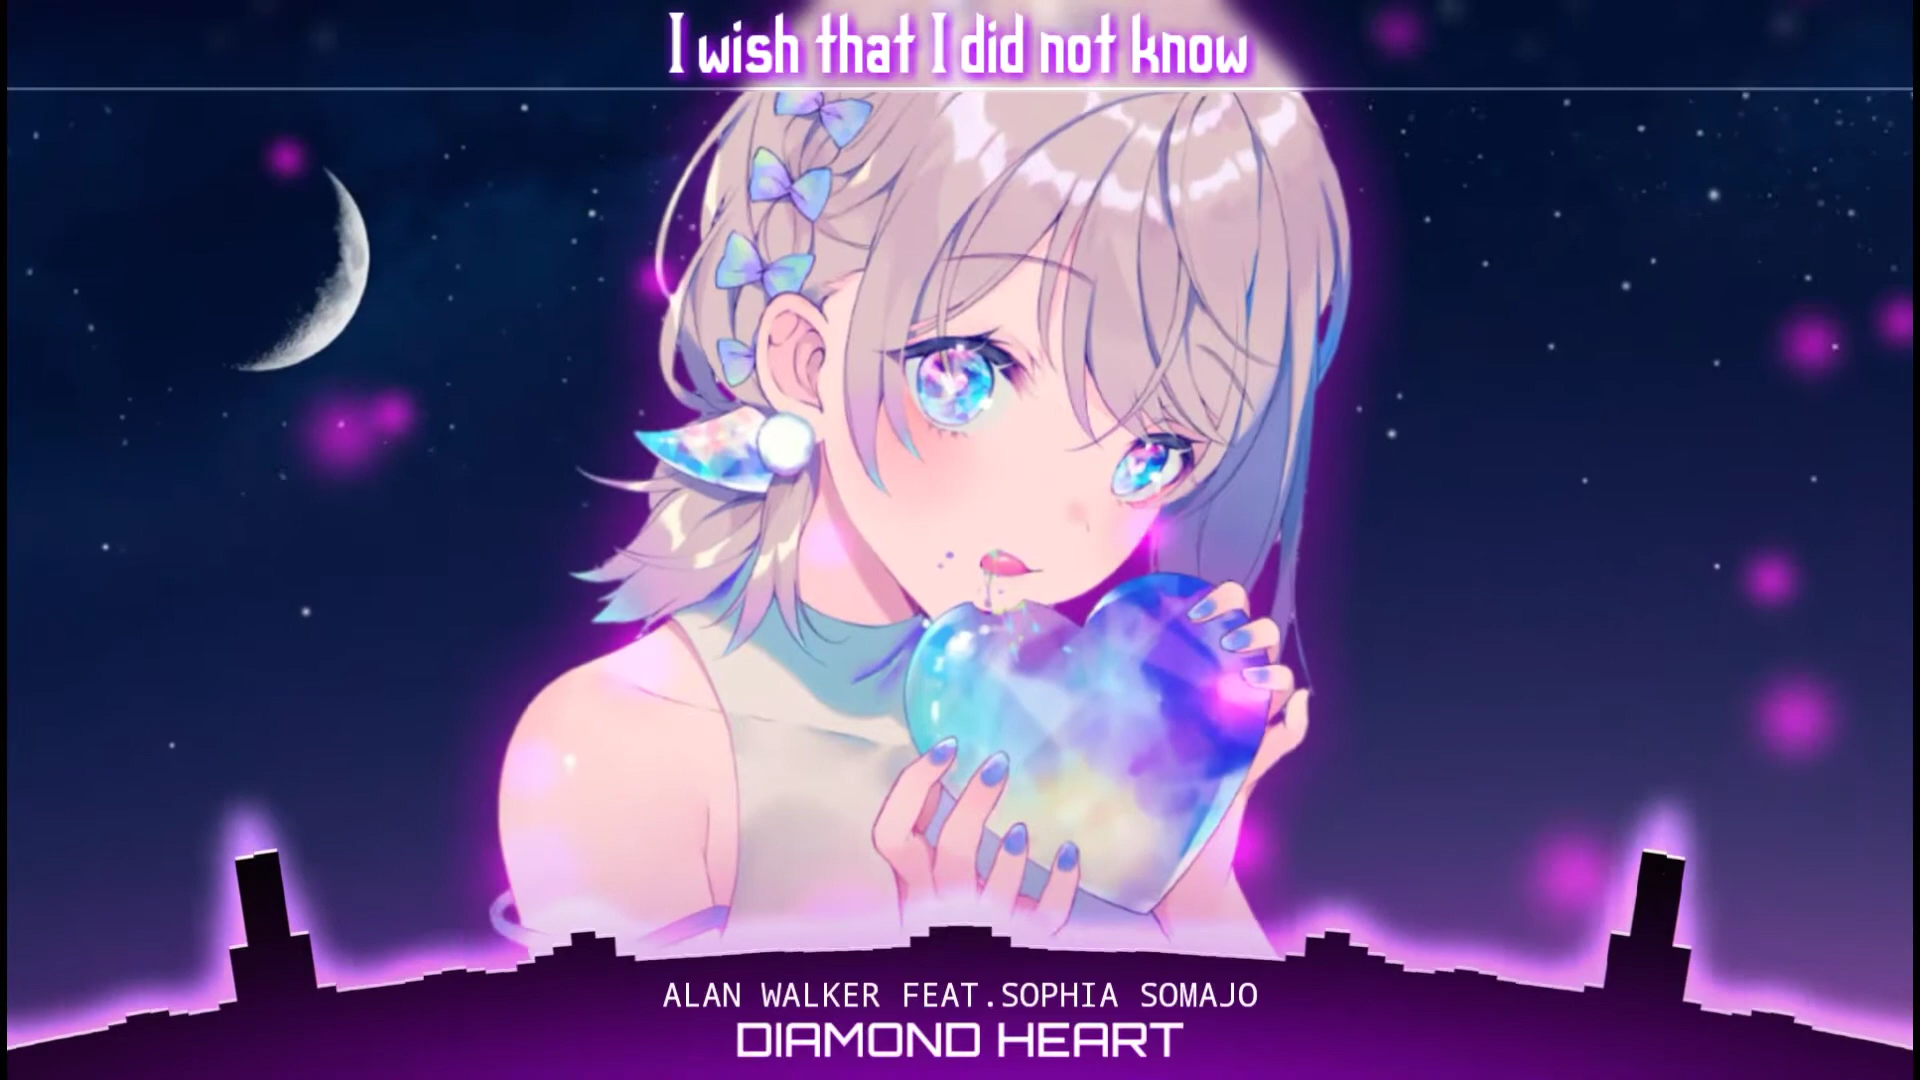 I wish that I did not know
ALAN WALKER FEAT.SOPHIA SOMAJO
DIAMOND HEART